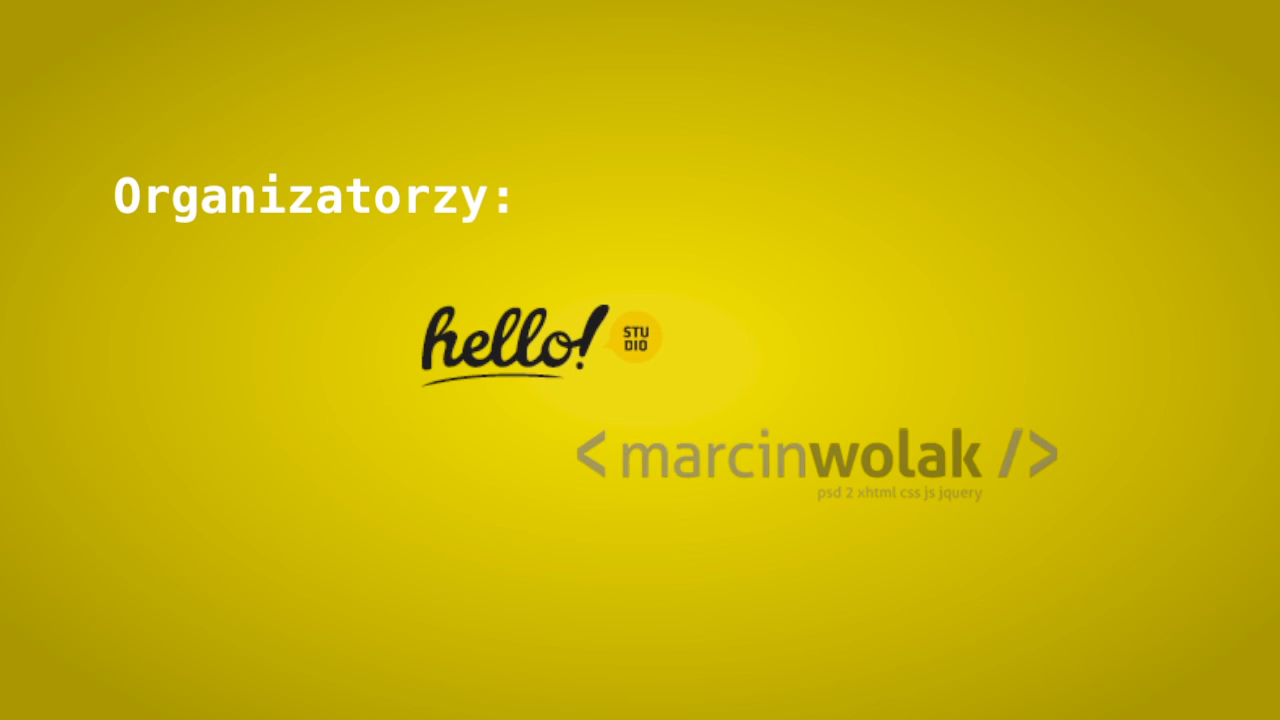 Organizatorzy:
hello! STU
DIO
<marcinwolak/>
psd 2 xhtml css js jquery